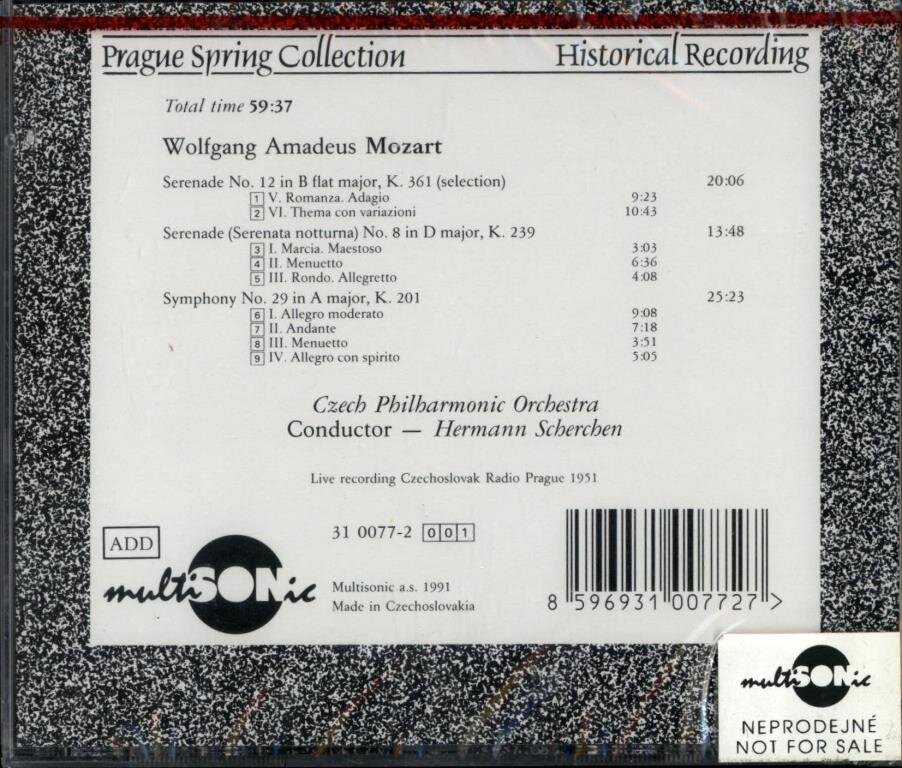 Prague Spring Collection Historical Recording
Total time 59:37
Wolfgang Amadeus Mozart
Serenade No. 12 in B flat major, K. 361 (selection) 20:06
1 V. Romanza. Adagio 9:23
2 VI. Thema con variazioni 10:43
Serenade (Serenata notturna) No. 8 in D major, K. 239 13:48
3 I. Marcia. Maestoso 3:03
4 II. Menuetto 6:36
5 III. Rondo. Allegretto 4:08
Symphony No. 29 in A major, K. 201 25:23
6 I. Allegro moderato 9:08
7 II. Andante 7:18
8 III. Menuetto 3:51
9 IV. Allegro con spirito 5:05
Czech Philharmonic Orchestra
Conductor — Hermann Scherchen
Live recording Czechoslovak Radio Prague 1951
ADD
multiSONic
31 0077-2 001
Multisonic a.s. 1991
Made in Czechoslovakia
8 596931 007727 >
multiSONic
NEPRODEJNÉ
NOT FOR SALE